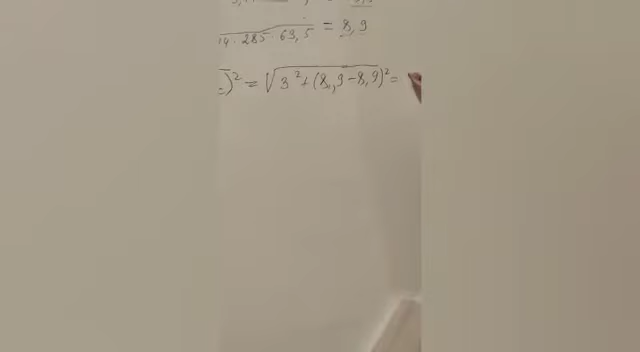 14 · 285 · 63,5 = 8,9
)² = √3² + (8,9 - 8,9)² =